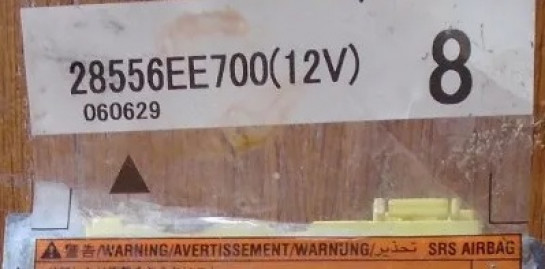 28556EE700(12V) 8
060629
警告/WARNING/AVERTISSEMENT/WARNUNG/تحذير SRS AIRBAG